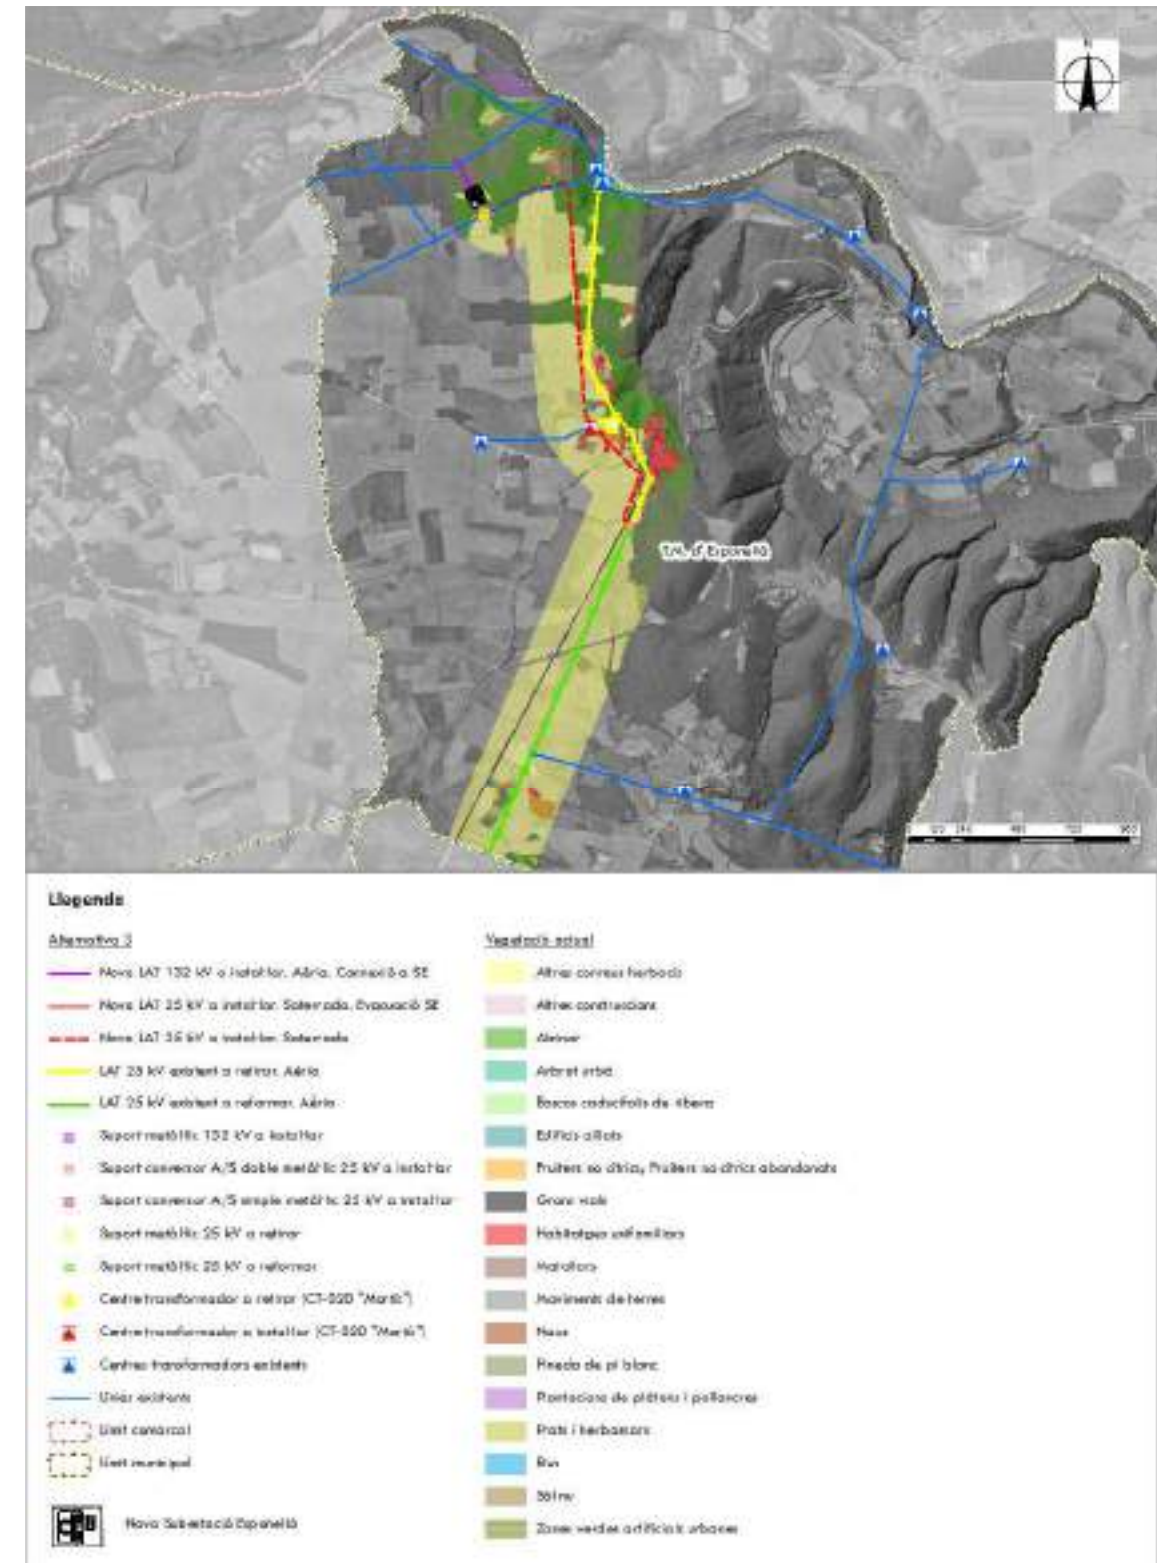 N
T.M. d'Esponellà
Llegenda
Alternativa 3
Nova LAT 132 kV a instal·lar. Aèria. Connexió a SE
Nova LAT 25 kV a instal·lar. Soterrada. Evacuació SE
Nova LAT 25 kV a instal·lar. Soterrada
LAT 25 kV existent a retirar. Aèria
LAT 25 kV existent a reformar. Aèria
Suport metàl·lic 132 kV a instal·lar
Suport conversor A/S doble metàl·lic 25 kV a instal·lar
Suport conversor A/S simple metàl·lic 25 kV a instal·lar
Suport metàl·lic 25 kV a retirar
Suport metàl·lic 25 kV a reformar
Centre transformador a retirar (CT-020 "Martís")
Centre transformador a instal·lar (CT-020 "Martís")
Centres transformadors existents
Línies existents
Límit comarcal
Límit municipal
Nova Subestació Esponellà
Vegetació actual
Altres conreus herbacis
Altres construccions
Alzinar
Arbrat urbà
Boscos caducifolis de ribera
Edificis aïllats
Fruiters no cítrics; Fruiters no cítrics abandonats
Grans vials
Habitatges unifamiliars
Matollars
Moviments de terres
Naus
Pineda de pi blanc
Plantacions de plàtans i pollancres
Prats i herbassars
Rius
Zones verdes artificials urbanes